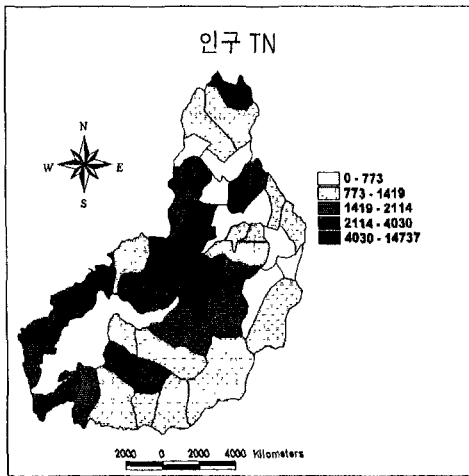 인구 TN
N
W E
S
0 - 773
773 - 1419
1419 - 2114
2114 - 4030
4030 - 14737
2000 0 2000 4000 Kilometers